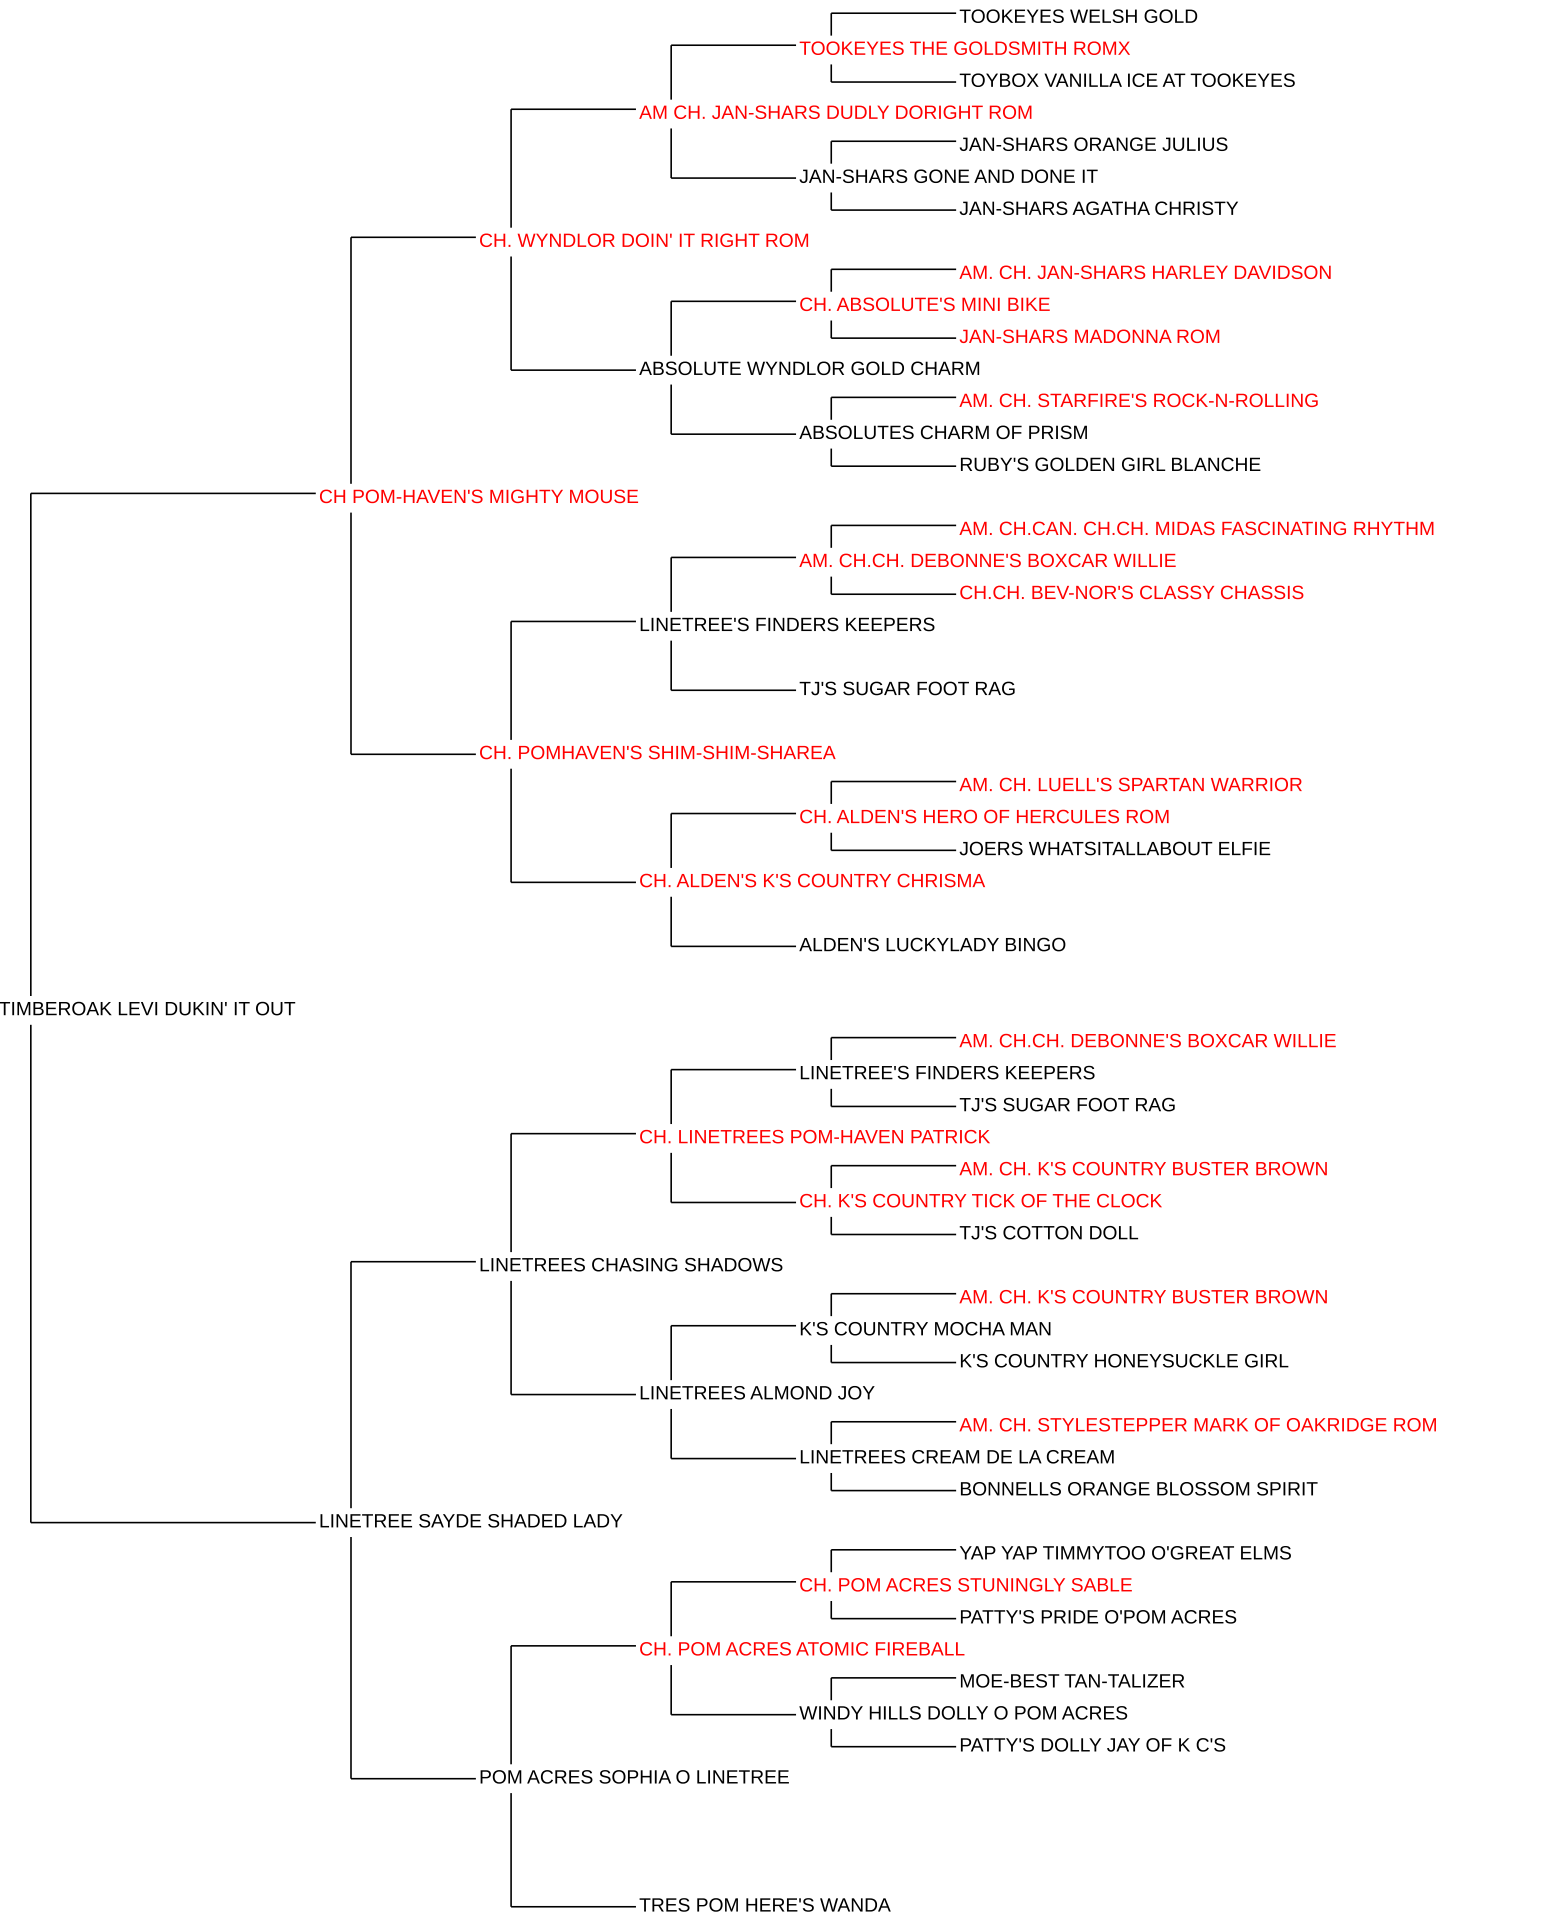 TOOKEYES WELSH GOLD
TOOKEYES THE GOLDSMITH ROMX
TOYBOX VANILLA ICE AT TOOKEYES
AM CH. JAN-SHARS DUDLY DORIGHT ROM
JAN-SHARS ORANGE JULIUS
JAN-SHARS GONE AND DONE IT
JAN-SHARS AGATHA CHRISTY
CH. WYNDLOR DOIN' IT RIGHT ROM
AM. CH. JAN-SHARS HARLEY DAVIDSON
CH. ABSOLUTE'S MINI BIKE
JAN-SHARS MADONNA ROM
ABSOLUTE WYNDLOR GOLD CHARM
AM. CH. STARFIRE'S ROCK-N-ROLLING
ABSOLUTES CHARM OF PRISM
RUBY'S GOLDEN GIRL BLANCHE
CH POM-HAVEN'S MIGHTY MOUSE
AM. CH.CAN. CH.CH. MIDAS FASCINATING RHYTHM
AM. CH.CH. DEBONNE'S BOXCAR WILLIE
CH.CH. BEV-NOR'S CLASSY CHASSIS
LINETREE'S FINDERS KEEPERS
TJ'S SUGAR FOOT RAG
CH. POMHAVEN'S SHIM-SHIM-SHAREA
AM. CH. LUELL'S SPARTAN WARRIOR
CH. ALDEN'S HERO OF HERCULES ROM
JOERS WHATSITALLABOUT ELFIE
CH. ALDEN'S K'S COUNTRY CHRISMA
ALDEN'S LUCKYLADY BINGO
TIMBEROAK LEVI DUKIN' IT OUT
AM. CH.CH. DEBONNE'S BOXCAR WILLIE
LINETREE'S FINDERS KEEPERS
TJ'S SUGAR FOOT RAG
CH. LINETREES POM-HAVEN PATRICK
AM. CH. K'S COUNTRY BUSTER BROWN
CH. K'S COUNTRY TICK OF THE CLOCK
TJ'S COTTON DOLL
LINETREES CHASING SHADOWS
AM. CH. K'S COUNTRY BUSTER BROWN
K'S COUNTRY MOCHA MAN
K'S COUNTRY HONEYSUCKLE GIRL
LINETREES ALMOND JOY
AM. CH. STYLESTEPPER MARK OF OAKRIDGE ROM
LINETREES CREAM DE LA CREAM
BONNELLS ORANGE BLOSSOM SPIRIT
LINETREE SAYDE SHADED LADY
YAP YAP TIMMYTOO O'GREAT ELMS
CH. POM ACRES STUNINGLY SABLE
PATTY'S PRIDE O'POM ACRES
CH. POM ACRES ATOMIC FIREBALL
MOE-BEST TAN-TALIZER
WINDY HILLS DOLLY O POM ACRES
PATTY'S DOLLY JAY OF K C'S
POM ACRES SOPHIA O LINETREE
TRES POM HERE'S WANDA